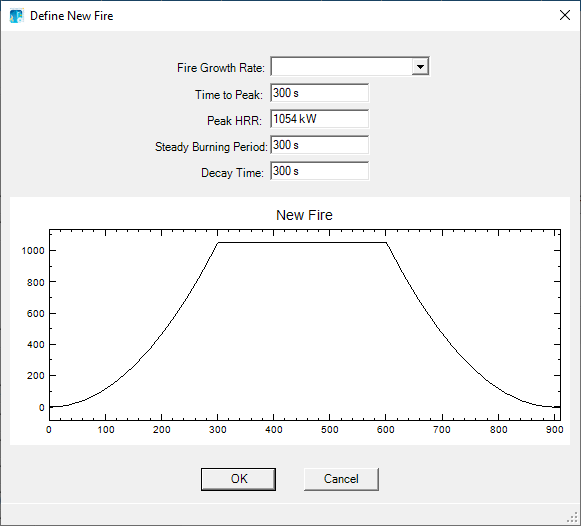 Define New Fire
Fire Growth Rate:
Time to Peak: 300 s
Peak HRR: 1054 kW
Steady Burning Period: 300 s
Decay Time: 300 s
New Fire
1000
800
600
400
200
0
0 100 200 300 400 500 600 700 800 900
OK Cancel